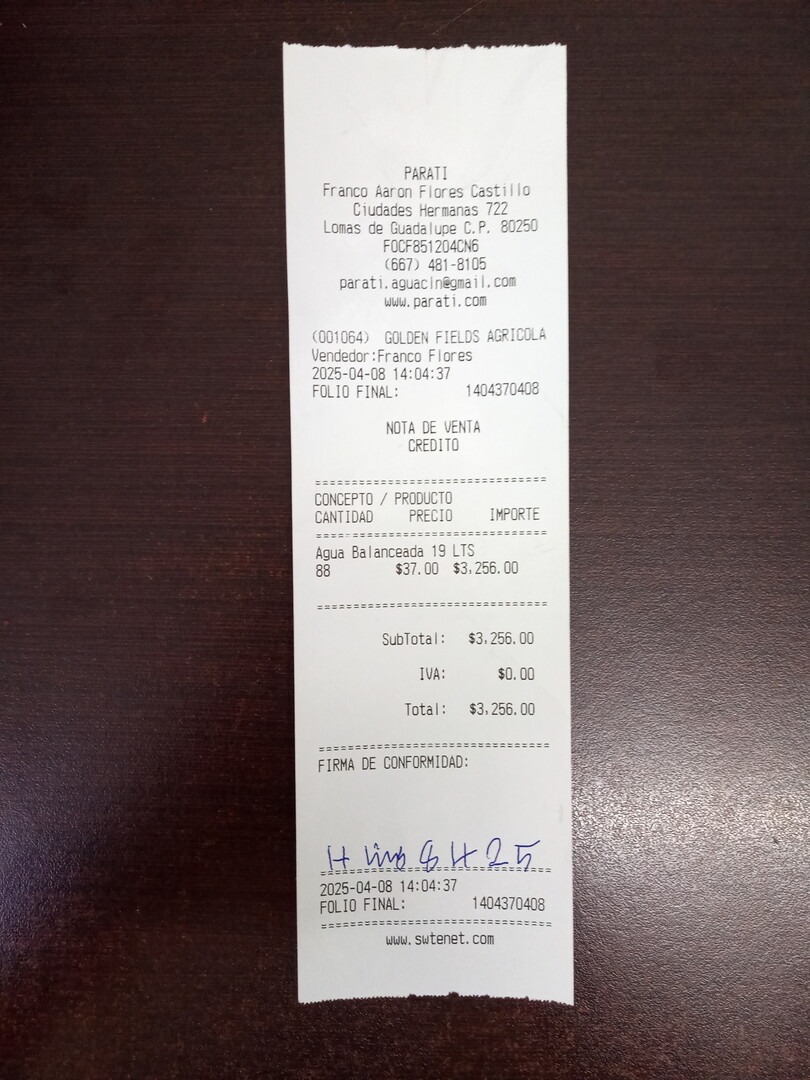 PARATI
Franco Aaron Flores Castillo
Ciudades Hermanas 722
Lomas de Guadalupe C.P. 80250
FOCF851204CN6
(667) 481-8105
parati.aguacln@gmail.com
www.parati.com
(001064) GOLDEN FIELDS AGRICOLA
Vendedor:Franco Flores
2025-04-08 14:04:37
FOLIO FINAL: 1404370408
NOTA DE VENTA
CREDITO
CONCEPTO / PRODUCTO
CANTIDAD PRECIO IMPORTE
Agua Balanceada 19 LTS
88 $37.00 $3,256.00
SubTotal: $3,256.00
IVA: $0.00
Total: $3,256.00
FIRMA DE CONFORMIDAD:
2025-04-08 14:04:37
FOLIO FINAL: 1404370408
www.swtenet.com